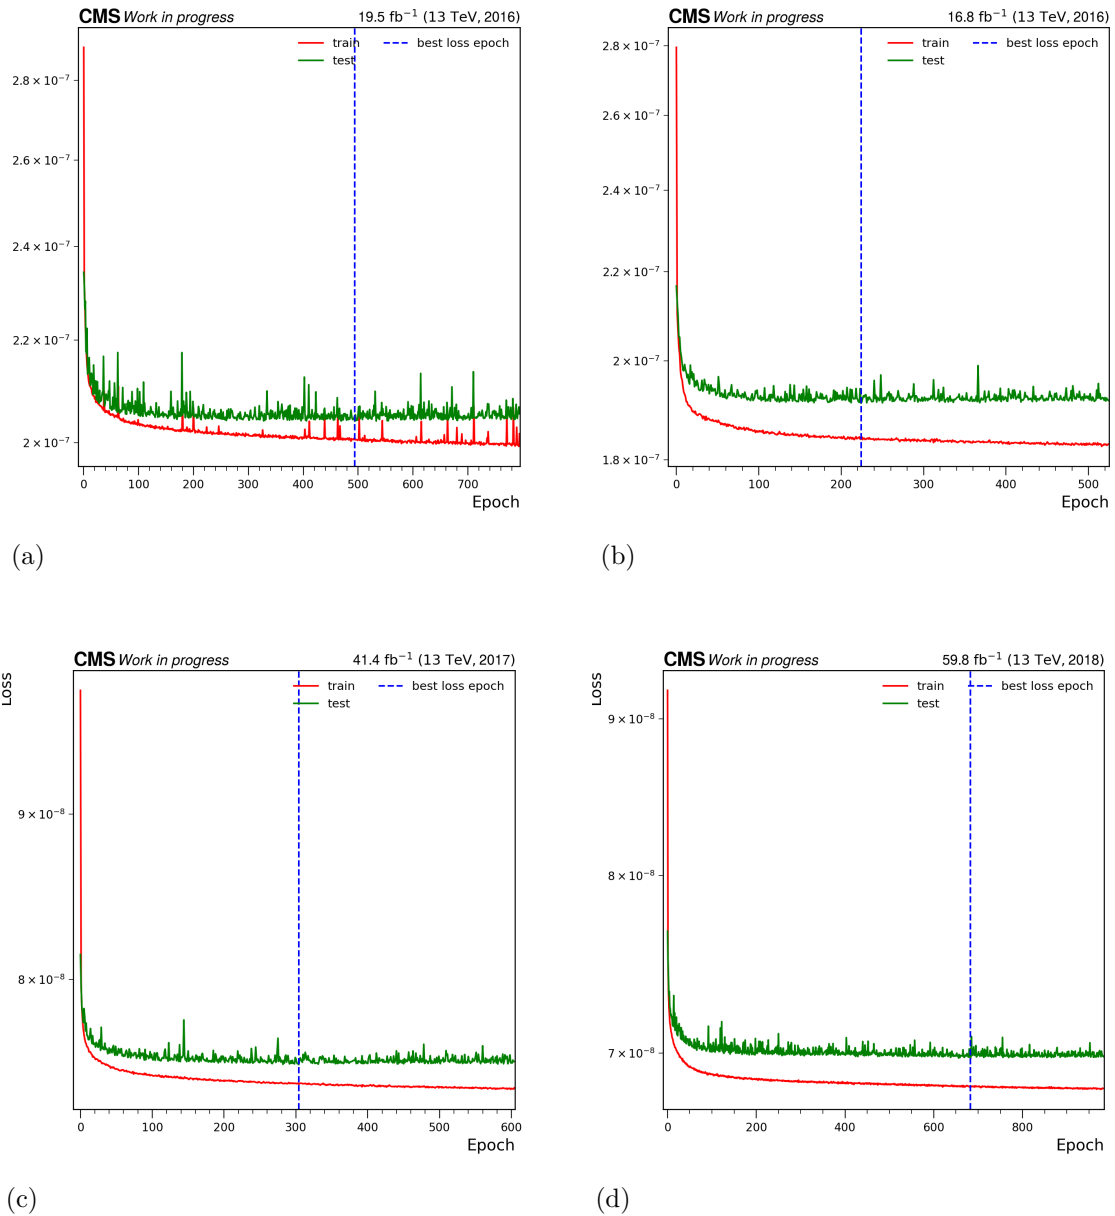 CMS Work in progress 19.5 fb⁻¹ (13 TeV, 2016)
train best loss epoch
test
2.8 × 10⁻⁷
2.6 × 10⁻⁷
2.4 × 10⁻⁷
2.2 × 10⁻⁷
2 × 10⁻⁷
0 100 200 300 400 500 600 700
Epoch
(a)
CMS Work in progress 16.8 fb⁻¹ (13 TeV, 2016)
train best loss epoch
test
2.8 × 10⁻⁷
2.6 × 10⁻⁷
2.4 × 10⁻⁷
2.2 × 10⁻⁷
2 × 10⁻⁷
1.8 × 10⁻⁷
0 100 200 300 400 500
Epoch
(b)
CMS Work in progress 41.4 fb⁻¹ (13 TeV, 2017)
Loss
train best loss epoch
test
9 × 10⁻⁸
8 × 10⁻⁸
0 100 200 300 400 500 600
Epoch
(c)
CMS Work in progress 59.8 fb⁻¹ (13 TeV, 2018)
Loss
train best loss epoch
test
9 × 10⁻⁸
8 × 10⁻⁸
7 × 10⁻⁸
0 200 400 600 800
Epoch
(d)